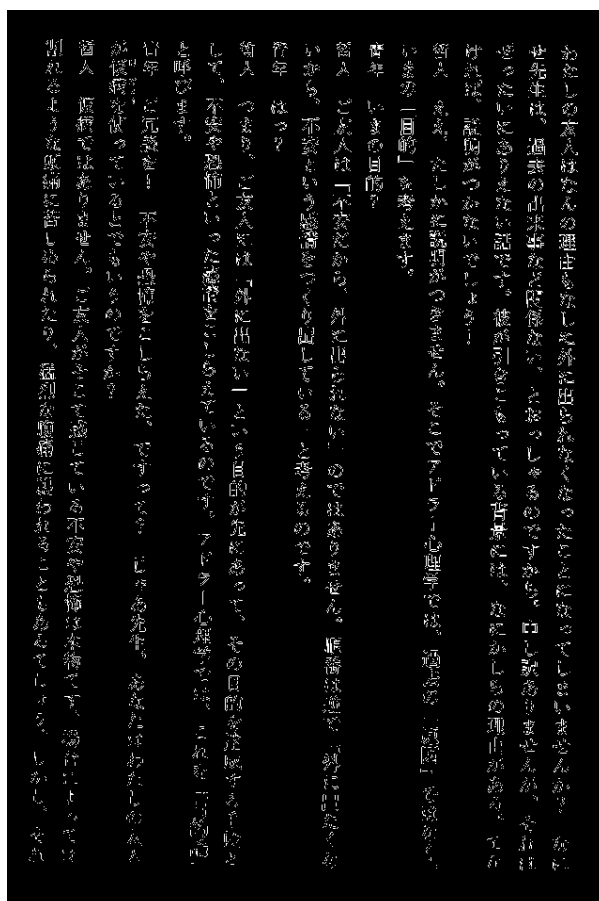 わたしの友人はなんの理由もなしに外に出られなくなったことになってしまいませんか？　なに
せ先生は、過去の出来事など関係ない、とおっしゃるのですから。申し訳ありませんが、それは
ぜったいにありえない話です。彼が引きこもっている背景には、なにかしらの理由がある。でな
ければ、説明がつかないでしょう！
哲人　ええ、たしかに説明がつきません。そこでアドラー心理学では、過去の「原因」ではなく、
いまの「目的」を考えます。
青年　いまの目的？
哲人　ご友人は「不安だから、外に出られない」のではありません。順番は逆で「外に出たくな
いから、不安という感情をつくり出している」と考えるのです。
青年　はっ？
哲人　つまり、ご友人には「外に出ない」という目的が先にあって、その目的を達成する手段と
して、不安や恐怖といった感情をこしらえているのです。アドラー心理学では、これを「目的論」
と呼びます。
青年　ご冗談を！　不安や恐怖をこしらえた、ですって？　じゃあ先生、あなたはわたしの友人
が仮病を使っているとでもいうのですか？
哲人　仮病ではありません。ご友人がそこで感じている不安や恐怖は本物です。場合によっては
割れるような頭痛に苦しめられたり、猛烈な腹痛に襲われることもあるでしょう。しかし、それ